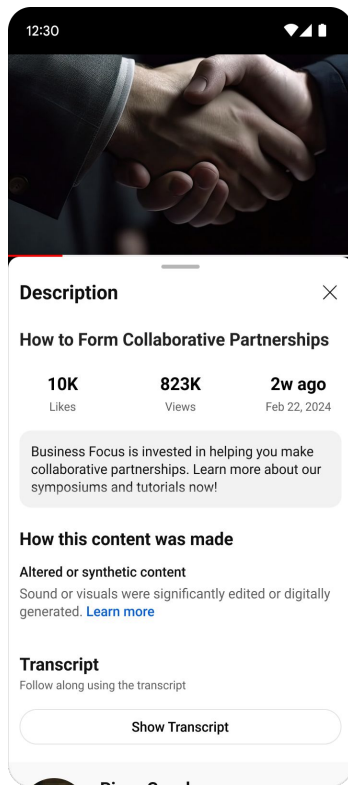 12:30
Description
How to Form Collaborative Partnerships
10K 823K 2w ago
Likes Views Feb 22, 2024
Business Focus is invested in helping you make
collaborative partnerships. Learn more about our
symposiums and tutorials now!
How this content was made
Altered or synthetic content
Sound or visuals were significantly edited or digitally
generated. Learn more
Transcript
Follow along using the transcript
Show Transcript